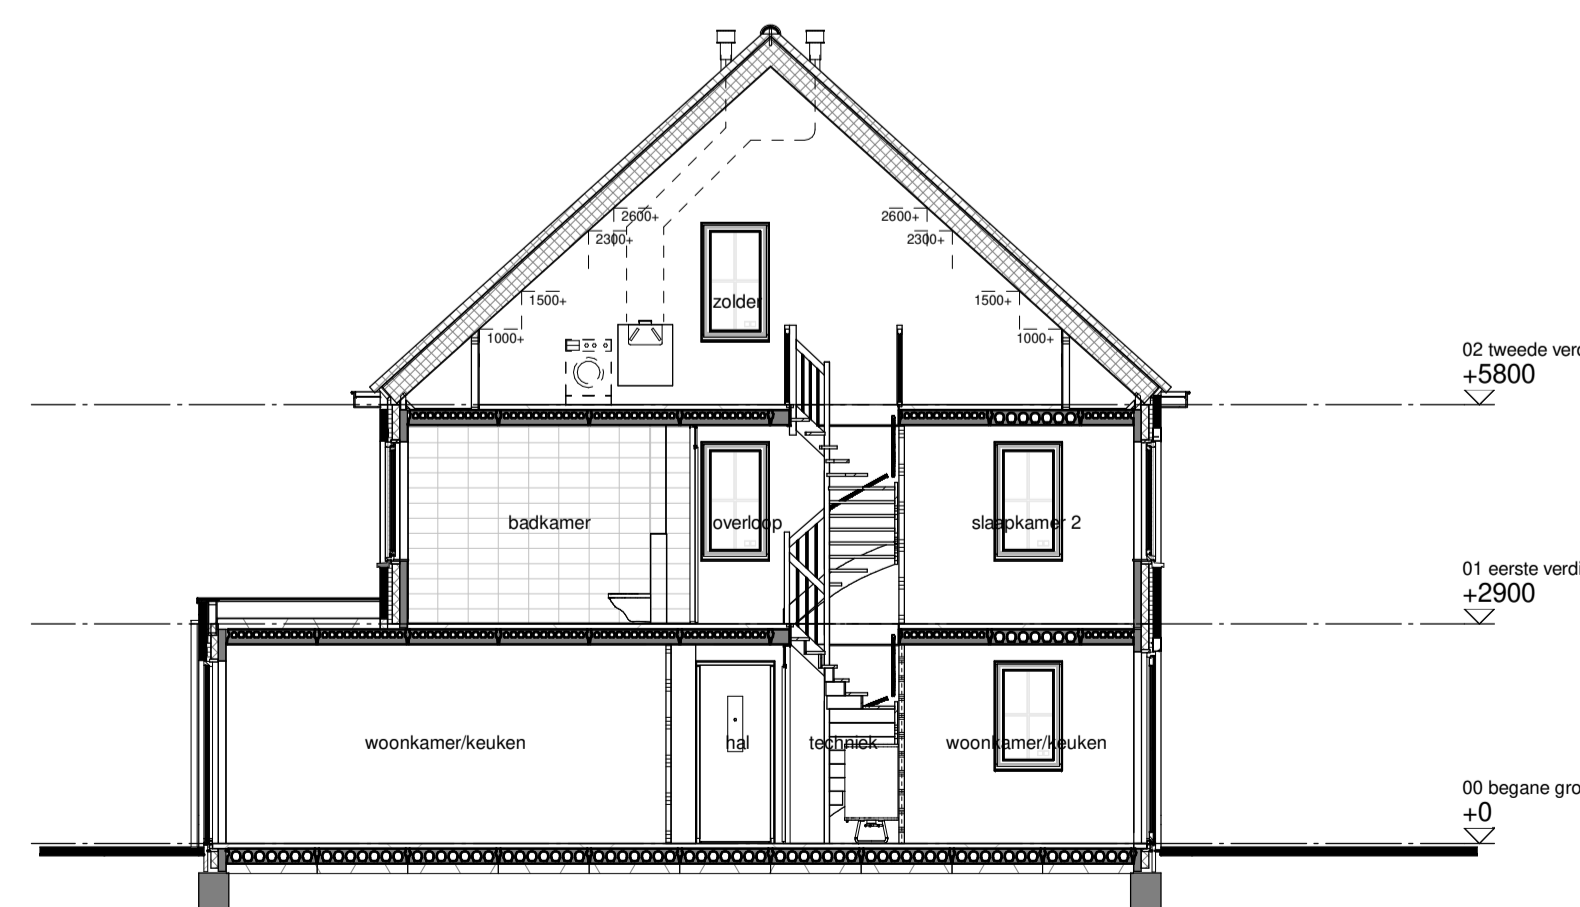 2600+
2600+
2300+
2300+
zolder
1500+
1500+
1000+
1000+
02 tweede verd
+5800
badkamer
overloop
slaapkamer 2
01 eerste verdi
+2900
woonkamer/keuken
hal
techniek
woonkamer/keuken
00 begane gro
+0